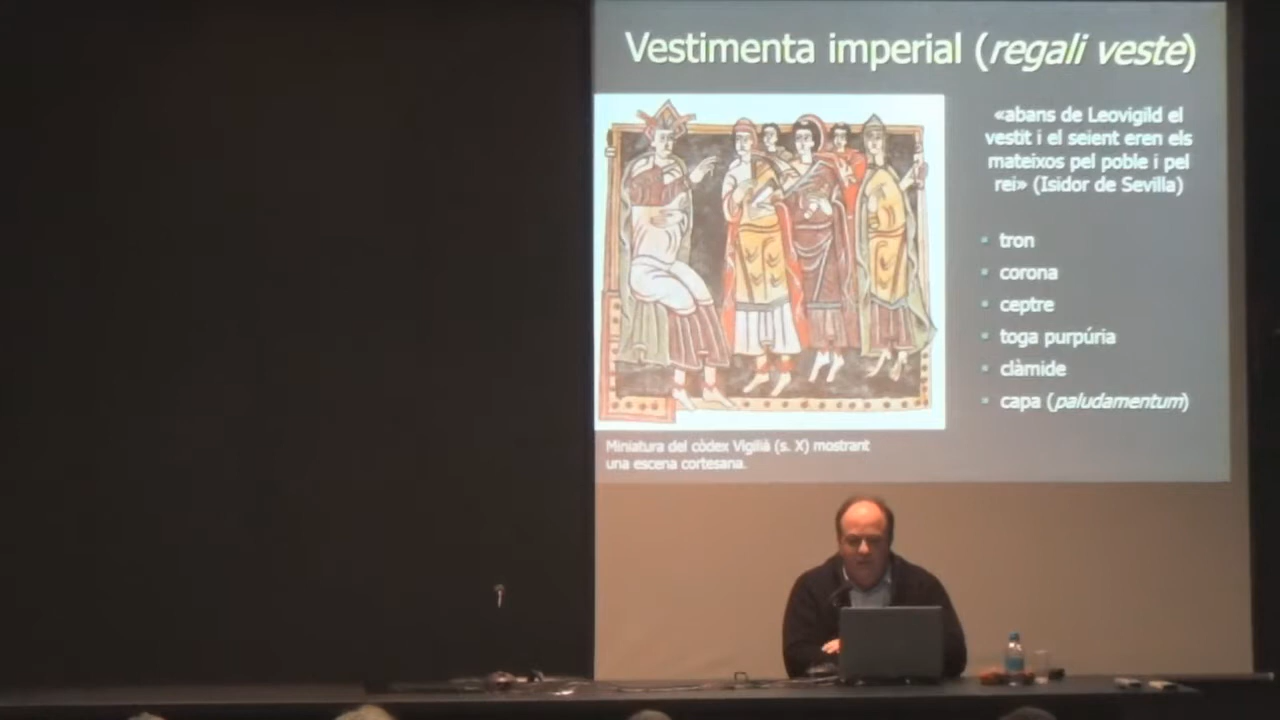 Vestimenta imperial (regali veste)
«abans de Leovigild el
vestit i el seient eren els
mateixos pel poble i pel
rei» (Isidor de Sevilla)
▪ tron
▪ corona
▪ ceptre
▪ toga purpúria
▪ clàmide
▪ capa (paludamentum)
Miniatura del còdex Vigilià (s. X) mostrant
una escena cortesana.